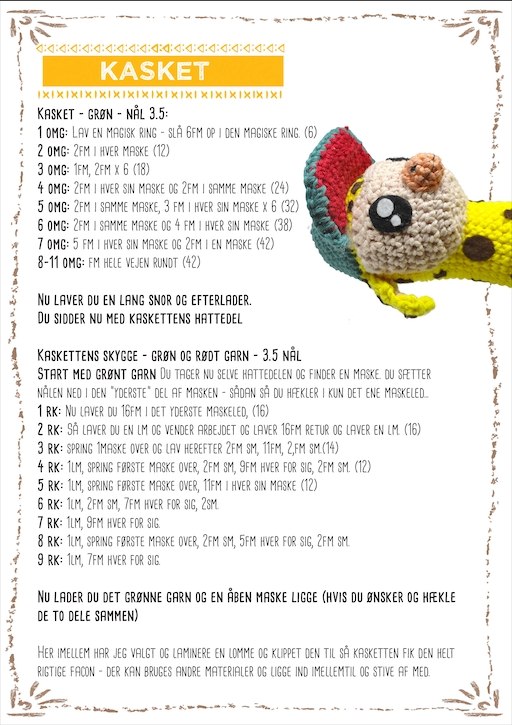 KASKET
Kasket - grøn - nål 3.5:
1 omg: Lav en magisk ring - slå 6fm op i den magiske ring. (6)
2 omg: 2fm i hver maske (12)
3 omg: 1fm, 2fm x 6 (18)
4 omg: 2fm i hver sin maske og 2fm i samme maske (24)
5 omg: 2fm i samme maske, 3 fm i hver sin maske x 6 (32)
6 omg: 2fm i samme maske og 4 fm i hver sin maske (38)
7 omg: 5 fm i hver sin maske og 2fm i en maske (42)
8-11 omg: fm hele vejen rundt (42)
Nu laver du en lang snor og efterlader.
Du sidder nu med kaskettens hattedel
Kaskettens skygge - grøn og rødt garn - 3.5 nål
Start med grønt garn Du tager nu selve hattedelen og finder en maske. du sætter
nålen ned i den "yderste" del af masken - sådan så du hækler i kun det ene maskeled...
1 rk: Nu laver du 16fm i det yderste maskeled, (16)
2 rk: Så laver du en lm og vender arbejdet og laver 16fm retur og laver en lm. (16)
3 rk: spring 1maske over og lav herefter 2fm sm, 11fm, 2,fm sm.(14)
4 rk: 1lm, spring første maske over, 2fm sm, 9fm hver for sig, 2fm sm. (12)
5 rk: 1lm, spring første maske over, 11fm i hver sin maske (12)
6 rk: 1lm, 2fm sm, 7fm hver for sig, 2sm.
7 rk: 1lm, 9fm hver for sig.
8 rk: 1lm, spring første maske over, 2fm sm, 5fm hver for sig, 2fm sm.
9 rk: 1lm, 7fm hver for sig.
Nu lader du det grønne garn og en åben maske ligge (hvis du ønsker og hækle
de to dele sammen)
Her imellem har jeg valgt og laminere en lomme og klippet den til så kasketten fik den helt
rigtige facon - der kan bruges andre materialer og ligge ind imellemtil og stive af med.